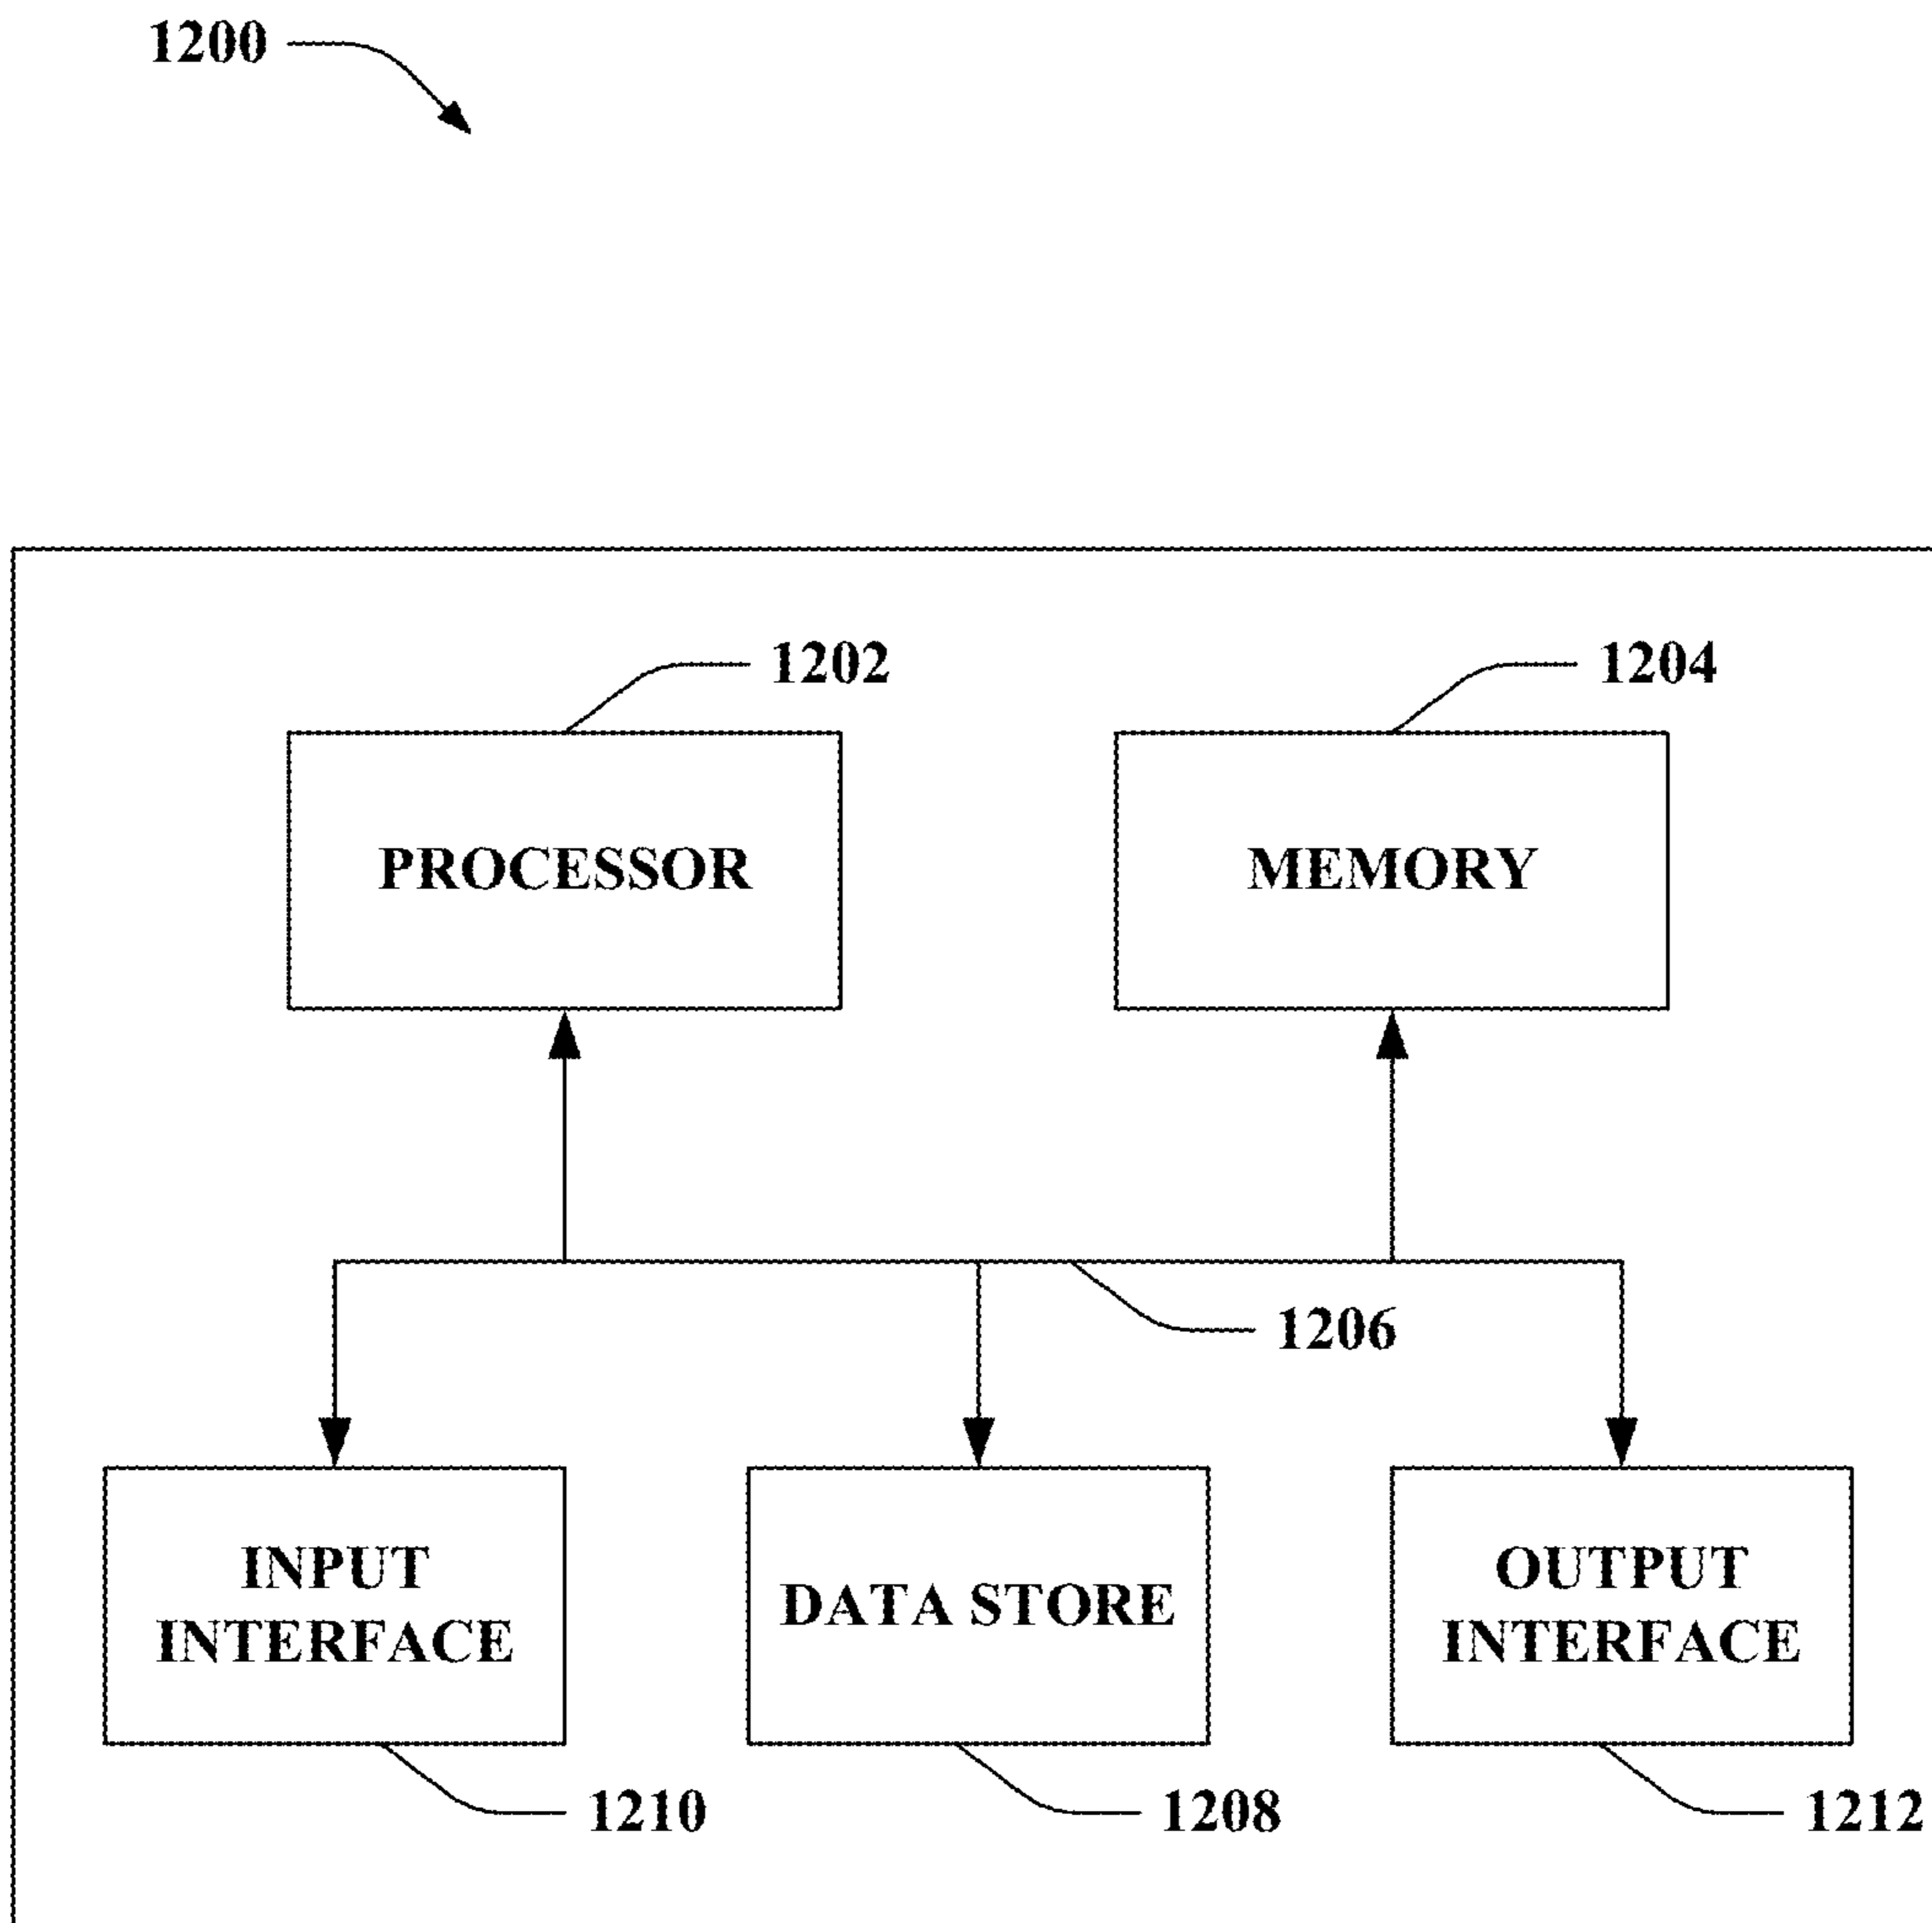 1200
1202
1204
PROCESSOR
MEMORY
1206
INPUT
INTERFACE
DATA STORE
OUTPUT
INTERFACE
1210
1208
1212